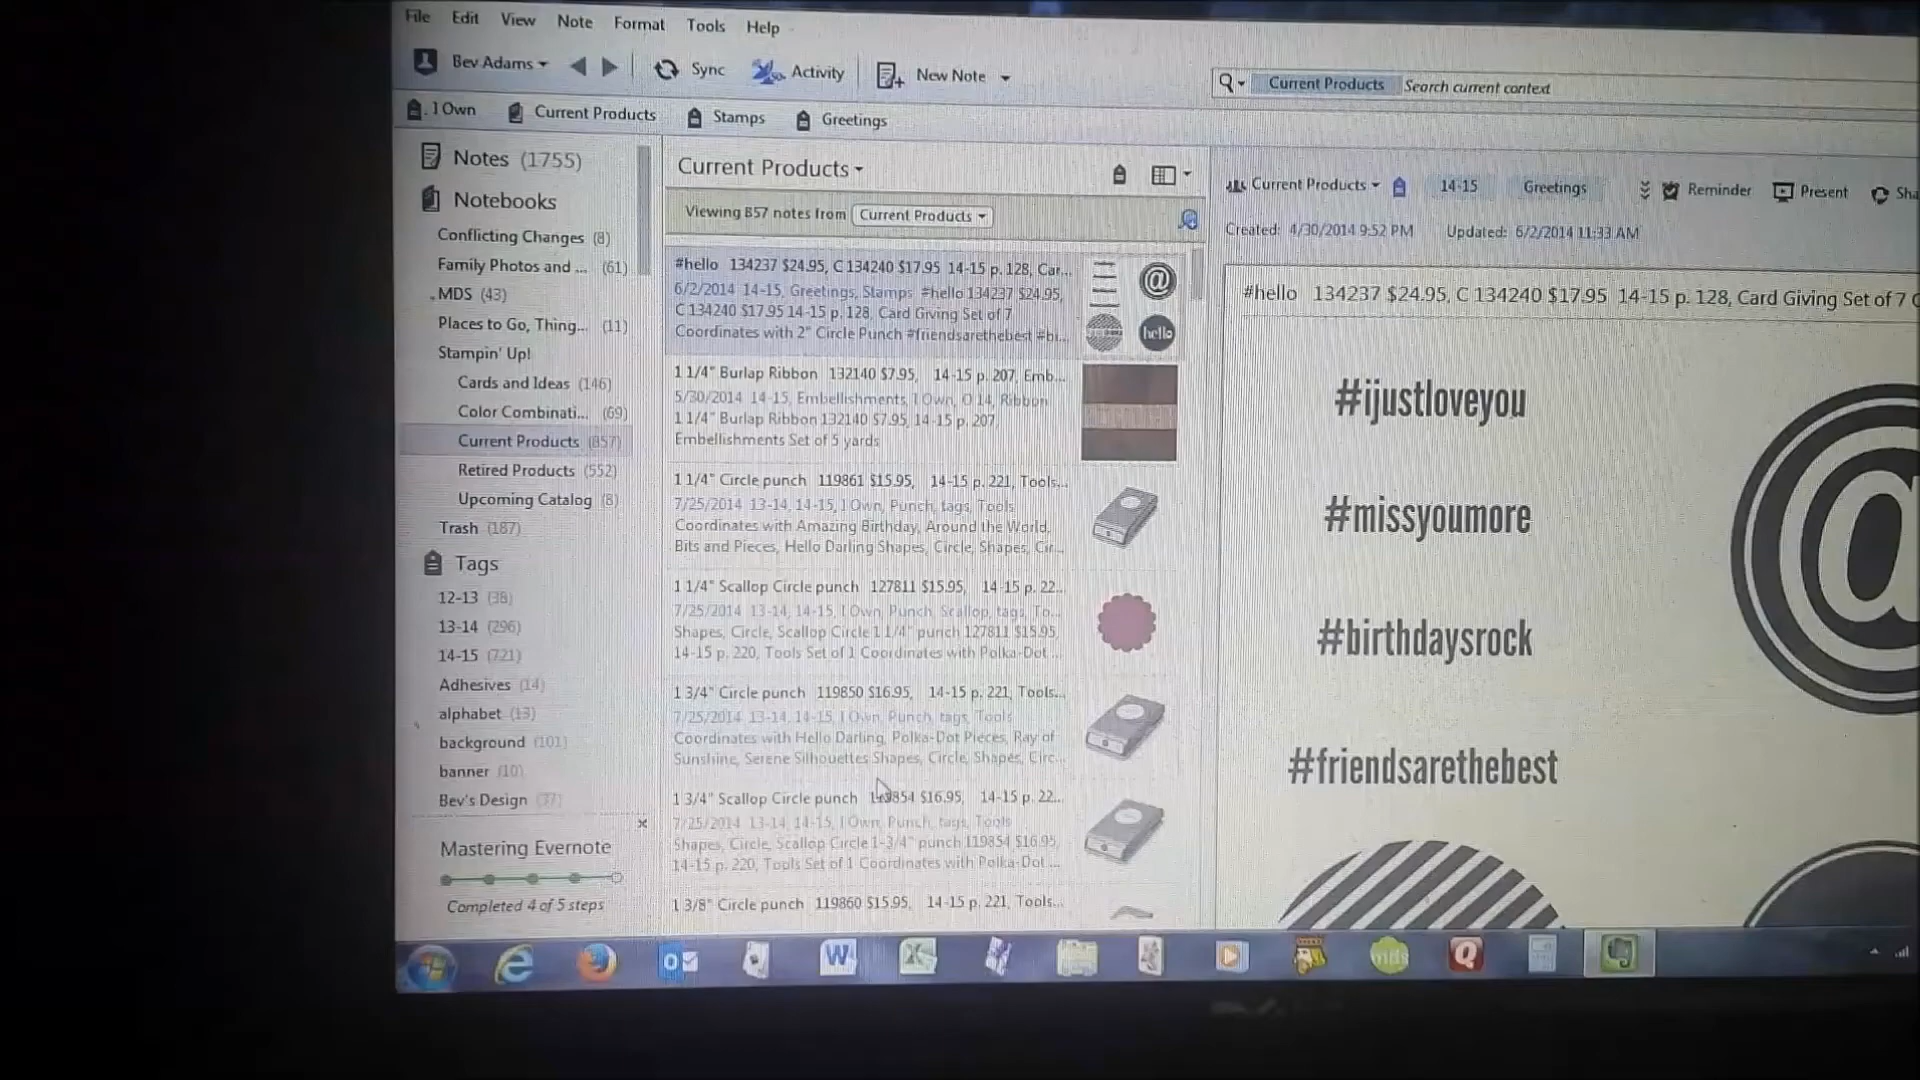 File Edit View Note Format Tools Help
Bev Adams Sync Activity New Note
Current Products Search current context
I Own Current Products Stamps Greetings
Notes (1755)
Notebooks
Conflicting Changes (8)
Family Photos and ... (61)
MDS (43)
Places to Go, Thing... (11)
Stampin' Up!
Cards and Ideas (146)
Color Combinati... (69)
Current Products (857)
Retired Products (552)
Upcoming Catalog (8)
Trash (187)
Tags
12-13 (38)
13-14 (296)
14-15 (721)
Adhesives (14)
alphabet (13)
background (101)
banner (10)
Bev's Design (37)
Mastering Evernote
Completed 4 of 5 steps
Current Products
Viewing 857 notes from Current Products
#hello 134237 $24.95, C 134240 $17.95 14-15 p. 128, Car...
6/2/2014 14-15, Greetings, Stamps #hello 134237 $24.95,
C 134240 $17.95 14-15 p. 128, Card Giving Set of 7
Coordinates with 2" Circle Punch #friendsarethebest #bi...
@
hello
1 1/4" Burlap Ribbon 132140 $7.95, 14-15 p. 207, Emb...
5/30/2014 14-15, Embellishments, I Own, O 14, Ribbon
1 1/4" Burlap Ribbon 132140 $7.95, 14-15 p. 207,
Embellishments Set of 5 yards
1 1/4" Circle punch 119861 $15.95, 14-15 p. 221, Tools...
7/25/2014 13-14, 14-15, I Own, Punch, tags, Tools
Coordinates with Amazing Birthday, Around the World,
Bits and Pieces, Hello Darling Shapes, Circle, Shapes, Cir...
1 1/4" Scallop Circle punch 127811 $15.95, 14-15 p. 22...
7/25/2014 13-14, 14-15, I Own, Punch, Scallop, tags, To...
Shapes, Circle, Scallop Circle 1 1/4" punch 127811 $15.95,
14-15 p. 220, Tools Set of 1 Coordinates with Polka-Dot ...
1 3/4" Circle punch 119850 $16.95, 14-15 p. 221, Tools...
7/25/2014 13-14, 14-15, I Own, Punch, tags, Tools
Coordinates with Hello Darling, Polka-Dot Pieces, Ray of
Sunshine, Serene Silhouettes Shapes, Circle, Shapes, Circ...
1 3/4" Scallop Circle punch $16.95, 14-15 p. 22...
7/25/2014 13-14, 14-15, I Own, Punch, tags, Tools
Shapes, Circle, Scallop Circle 1-3/4" punch 119854 $16.95,
14-15 p. 220, Tools Set of 1 Coordinates with Polka-Dot ...
1 3/8" Circle punch 119860 $15.95, 14-15 p. 221, Tools...
Current Products 14-15 Greetings Reminder Present Sha
Created: 4/30/2014 9:52 PM Updated: 6/2/2014 11:33 AM
#hello 134237 $24.95, C 134240 $17.95 14-15 p. 128, Card Giving Set of 7 C
#ijustloveyou
#missyoumore
#birthdaysrock
#friendsarethebest
@
mds